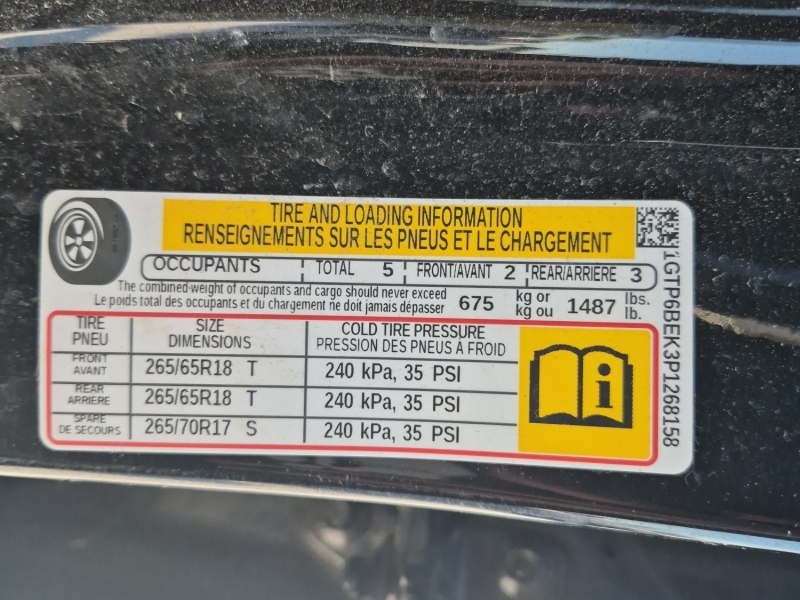 TIRE AND LOADING INFORMATION
RENSEIGNEMENTS SUR LES PNEUS ET LE CHARGEMENT
OCCUPANTS TOTAL 5 FRONT/AVANT 2 REAR/ARRIERE 3
The combined weight of occupants and cargo should never exceed 675 kg or 1487 lbs.
Le poids total des occupants et du chargement ne doit jamais dépasser kg ou lb.
TIRE SIZE COLD TIRE PRESSURE
PNEU DIMENSIONS PRESSION DES PNEUS A FROID
FRONT
AVANT 265/65R18 T 240 kPa, 35 PSI
REAR
ARRIERE 265/65R18 T 240 kPa, 35 PSI
SPARE
DE SECOURS 265/70R17 S 240 kPa, 35 PSI
i
1GTP6BEK3P1268158